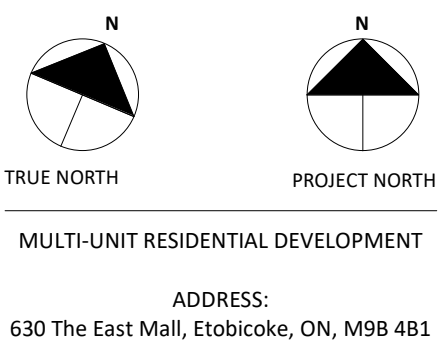 N N
TRUE NORTH PROJECT NORTH
MULTI-UNIT RESIDENTIAL DEVELOPMENT
ADDRESS:
630 The East Mall, Etobicoke, ON, M9B 4B1